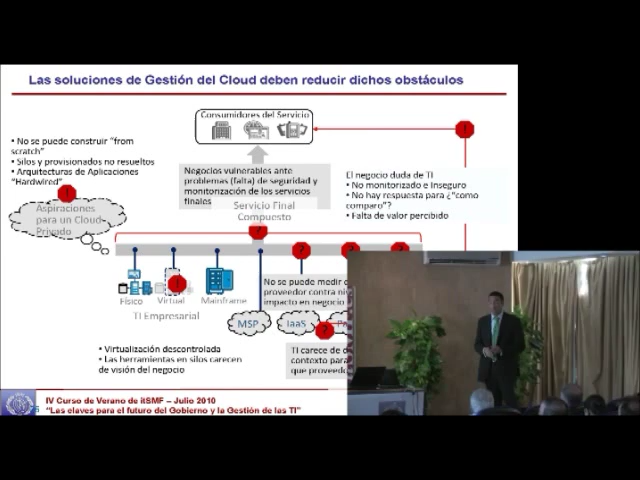 Las soluciones de Gestión del Cloud deben reducir dichos obstáculos
Consumidores del Servicio
• No se puede construir "from
scratch"
• Silos y provisionados no resueltos
• Arquitecturas de Aplicaciones
"Hardwired"
Negocios vulnerables ante
problemas (falta) de seguridad y
monitorización de los servicios
finales
El negocio duda de TI
• No monitorizado e Inseguro
• No hay respuesta para ¿"como
comparo"?
• Falta de valor percibido
Aspiraciones
para un Cloud
Privado
Servicio Final
Compuesto
Físico
Virtual
Mainframe
TI Empresarial
No se puede medir
proveedor contra
impacto en negocio
MSP
IaaS
• Virtualización descontrolada
• Las herramientas en silos carecen
de visión del negocio
TI carece de
contexto para
que
IV Curso de Verano de itSMF – Julio 2010
"Las claves para el futuro del Gobierno y la Gestión de las TI"